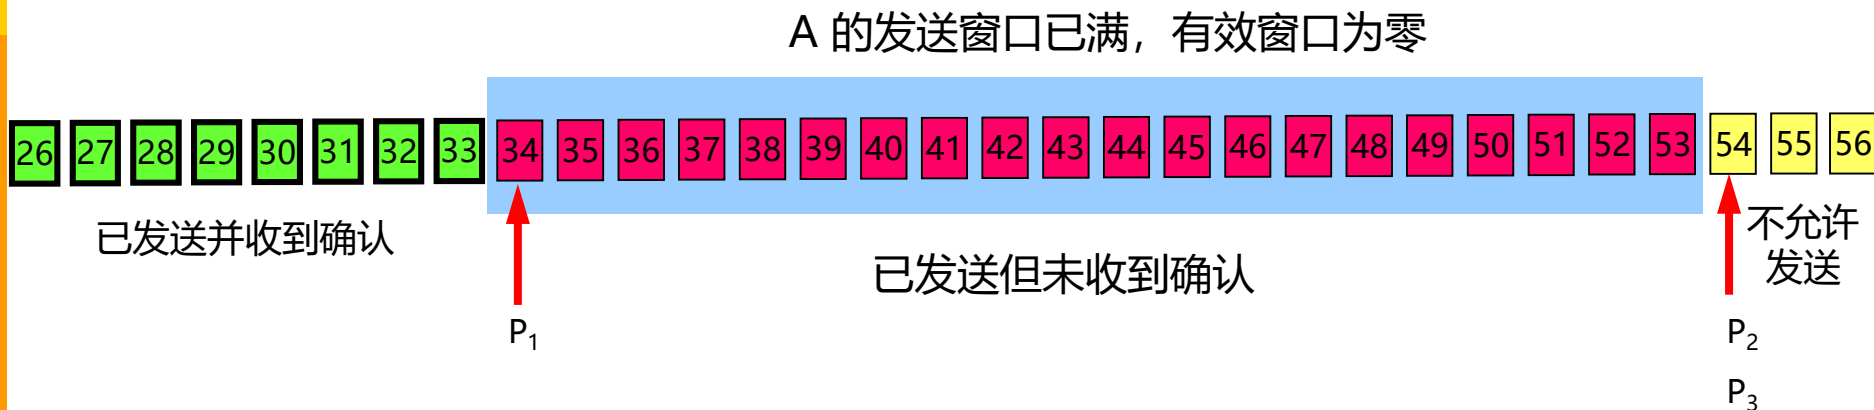 A 的发送窗口已满，有效窗口为零
26 27 28 29 30 31 32 33 34 35 36 37 38 39 40 41 42 43 44 45 46 47 48 49 50 51 52 53 54 55 56
已发送并收到确认
已发送但未收到确认
不允许
发送
P₁
P₂
P₃